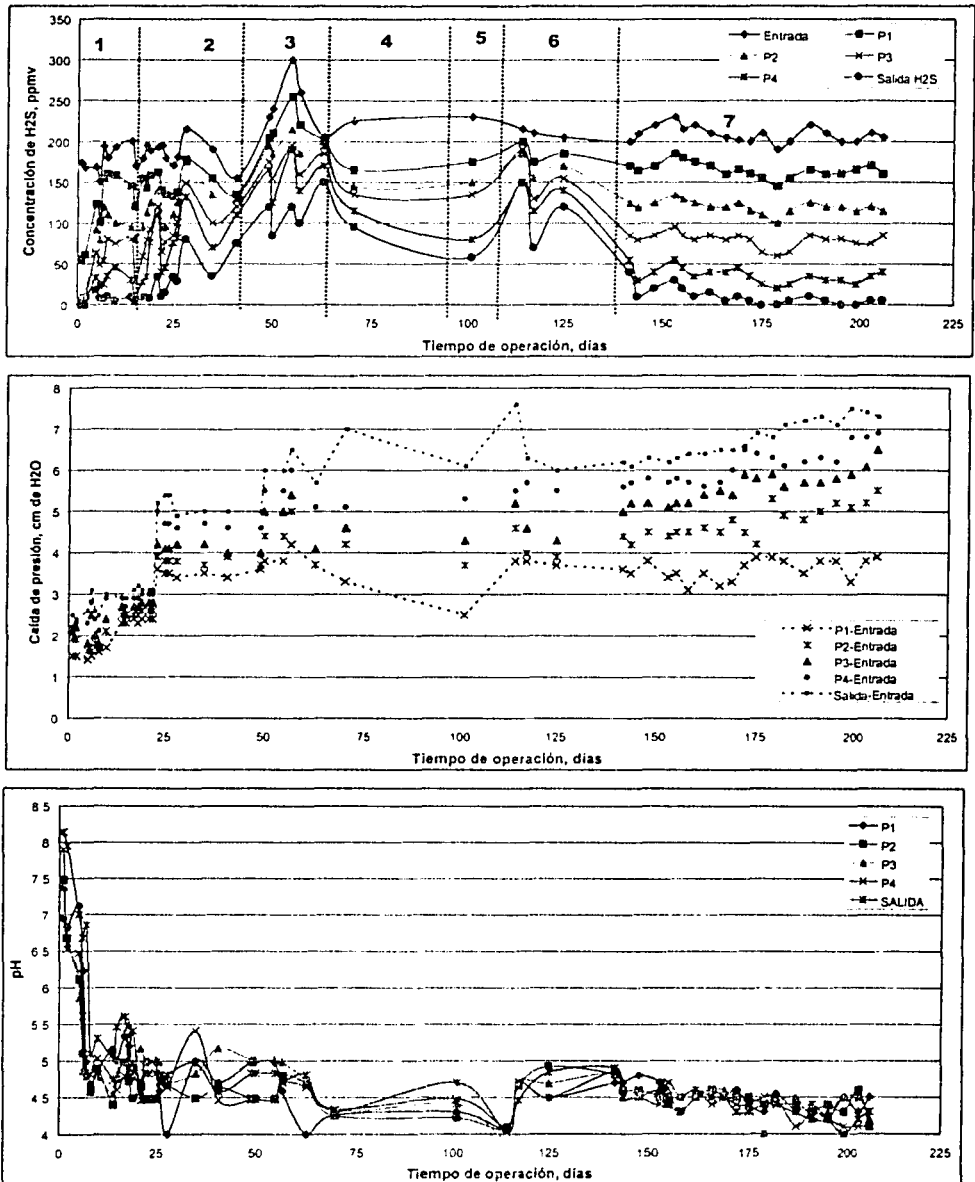 1 2 3 4 5 6 7
Entrada P1
P2 P3
P4 Salida H2S
Concentración de H2S, ppmv
350
300
250
200
150
100
50
0
0 25 50 75 100 125 150 175 200 225
Tiempo de operación, días
Caída de presión, cm de H2O
8
7
6
5
4
3
2
1
0
P1-Entrada
P2-Entrada
P3-Entrada
P4-Entrada
Salida-Entrada
0 25 50 75 100 125 150 175 200 225
Tiempo de operación, días
pH
8 5
8
7 5
7
6 5
6
5 5
5
4 5
4
P1
P2
P3
P4
SALIDA
0 25 50 75 100 125 150 175 200 225
Tiempo de operación, días